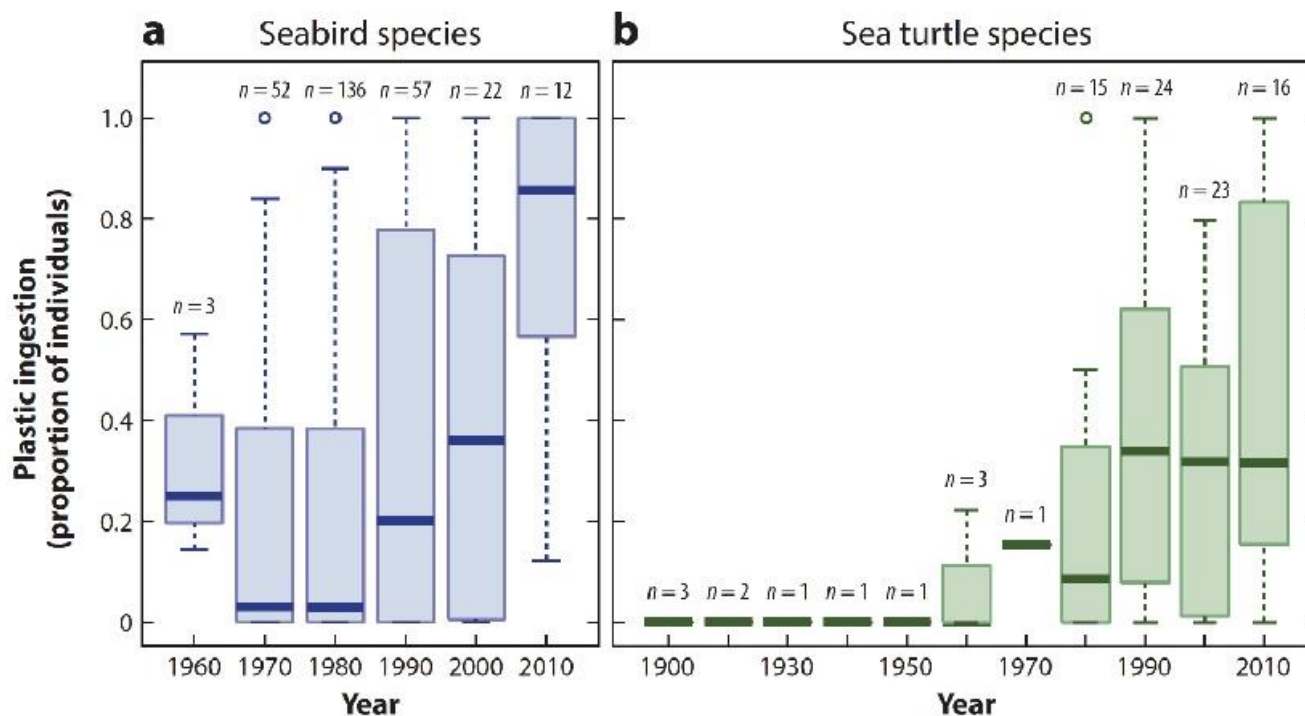 a Seabird species
n = 52 n = 136 n = 57 n = 22 n = 12
n = 3
1.0
0.8
0.6
0.4
0.2
0
Plastic ingestion
(proportion of individuals)
1960 1970 1980 1990 2000 2010
Year
b Sea turtle species
n = 15 n = 24 n = 16
n = 23
n = 3
n = 1
n = 3 n = 2 n = 1 n = 1 n = 1
1900 1930 1950 1970 1990 2010
Year